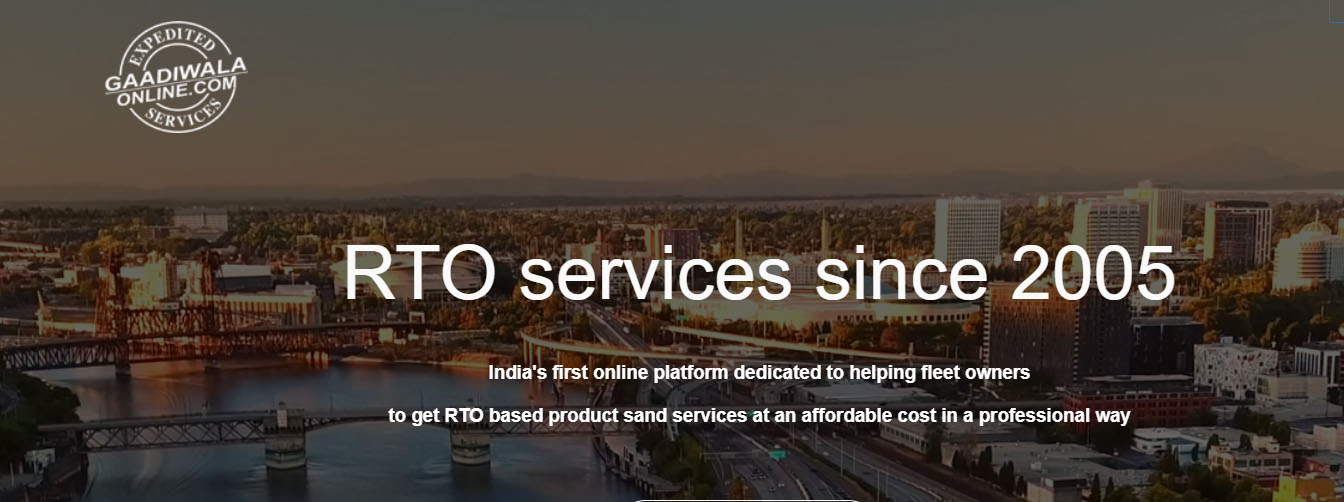 EXPEDITED
GAADIWALA
ONLINE.COM
SERVICES
RTO services since 2005
India's first online platform dedicated to helping fleet owners
to get RTO based product sand services at an affordable cost in a professional way